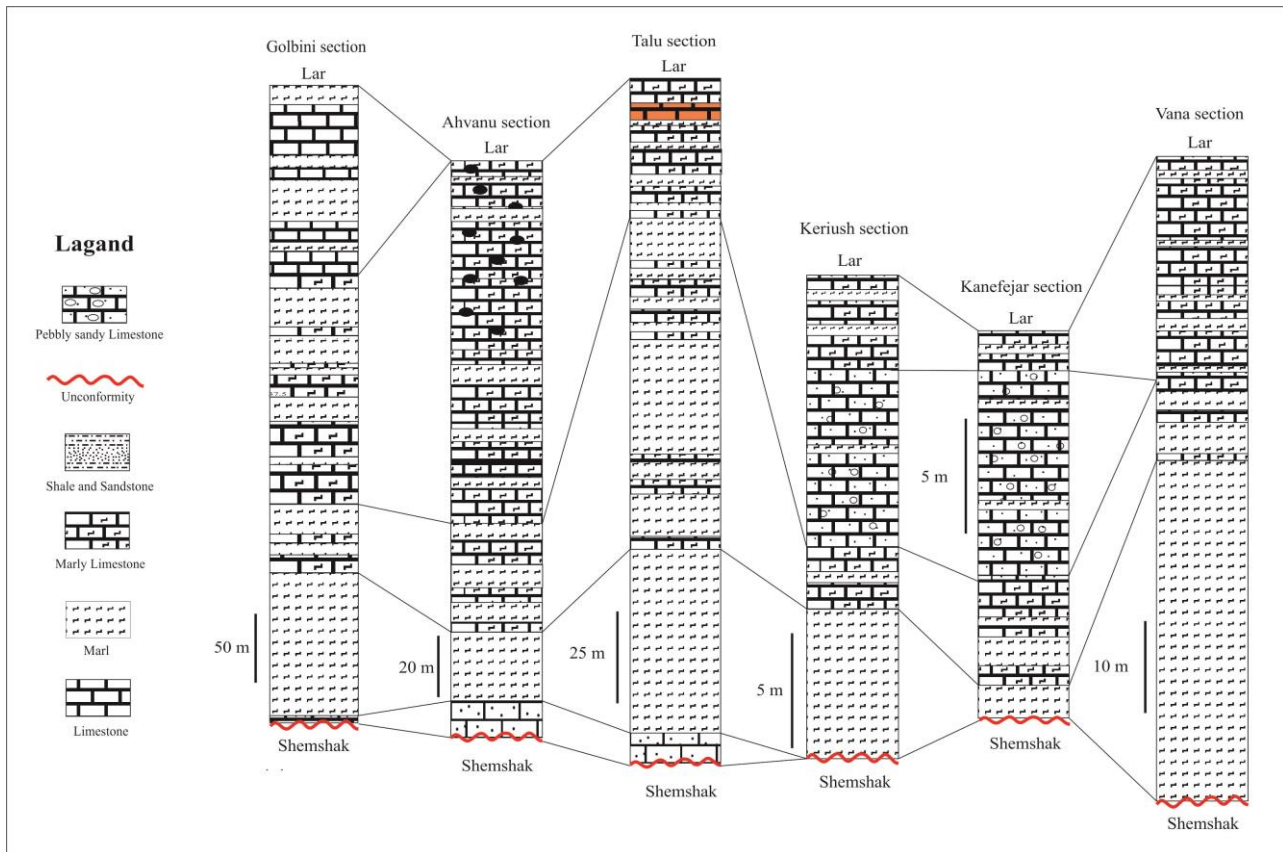 Golbini section
Lar
Ahvanu section
Lar
Talu section
Lar
Keriush section
Lar
Kanefejar section
Lar
Vana section
Lar
Lagand
Pebbly sandy Limestone
Unconformity
Shale and Sandstone
Marly Limestone
Marl
Limestone
50 m
20 m
25 m
5 m
5 m
10 m
Shemshak
Shemshak
Shemshak
Shemshak
Shemshak
Shemshak